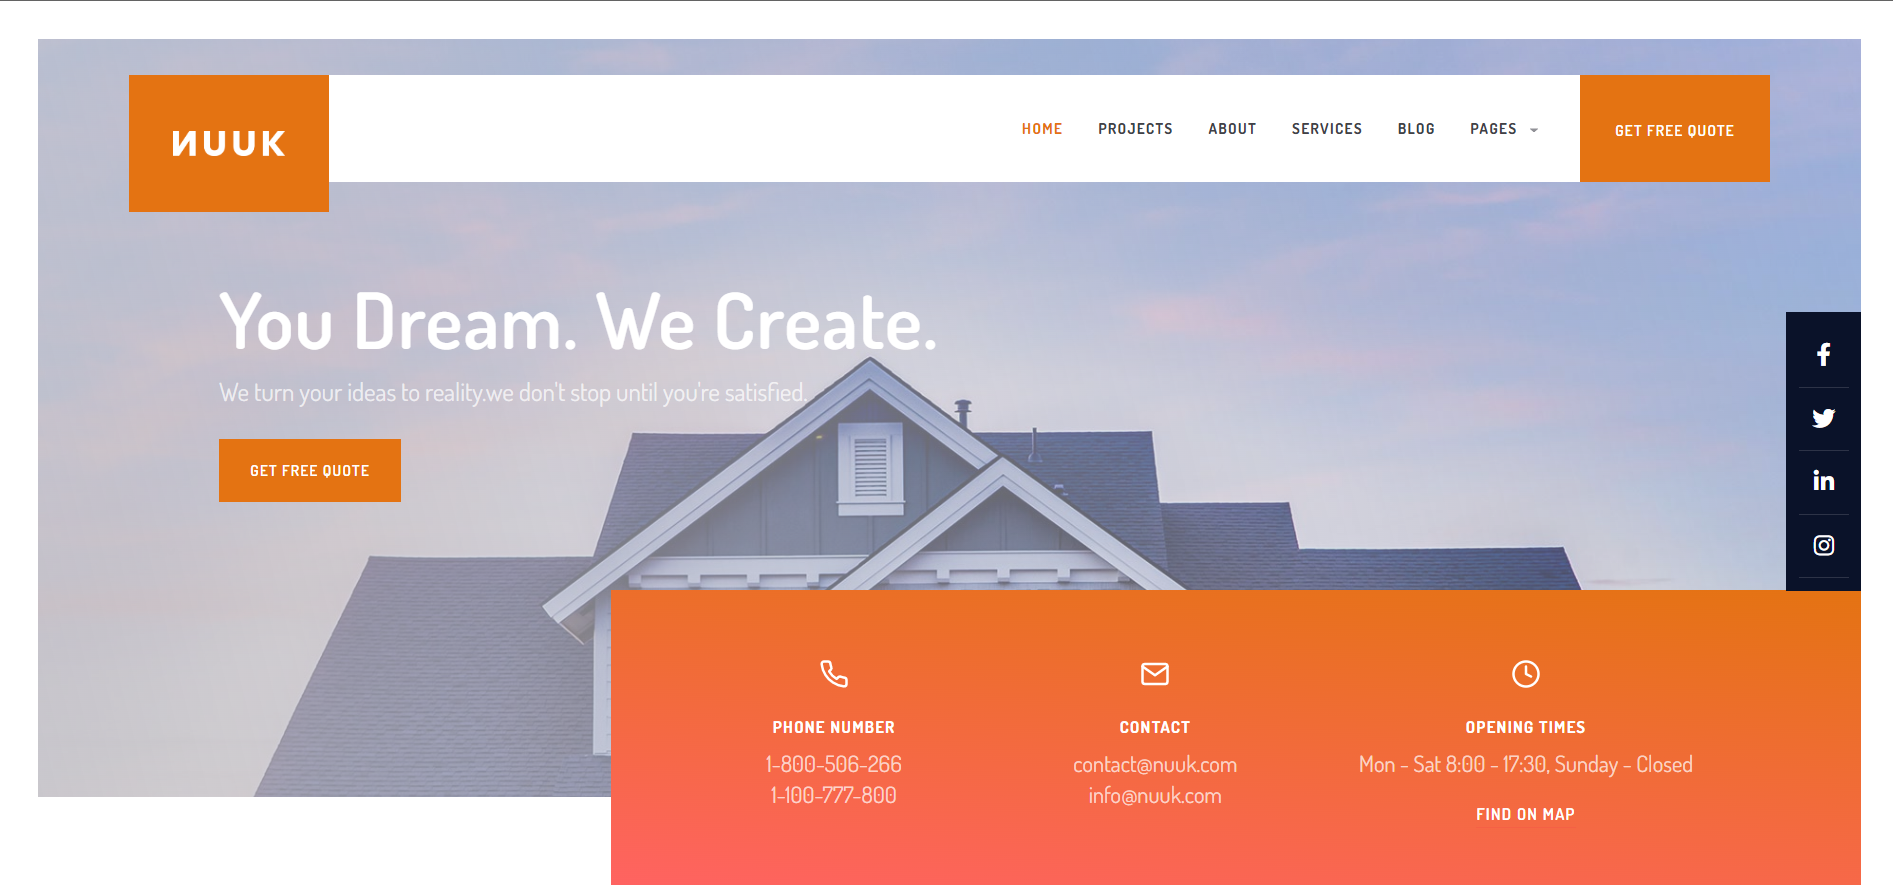 NUUK
HOME PROJECTS ABOUT SERVICES BLOG PAGES
GET FREE QUOTE
You Dream. We Create.
We turn your ideas to reality.we don't stop until you're satisfied.
GET FREE QUOTE
PHONE NUMBER
1-800-506-266
1-100-777-800
CONTACT
contact@nuuk.com
info@nuuk.com
OPENING TIMES
Mon - Sat 8:00 - 17:30, Sunday - Closed
FIND ON MAP